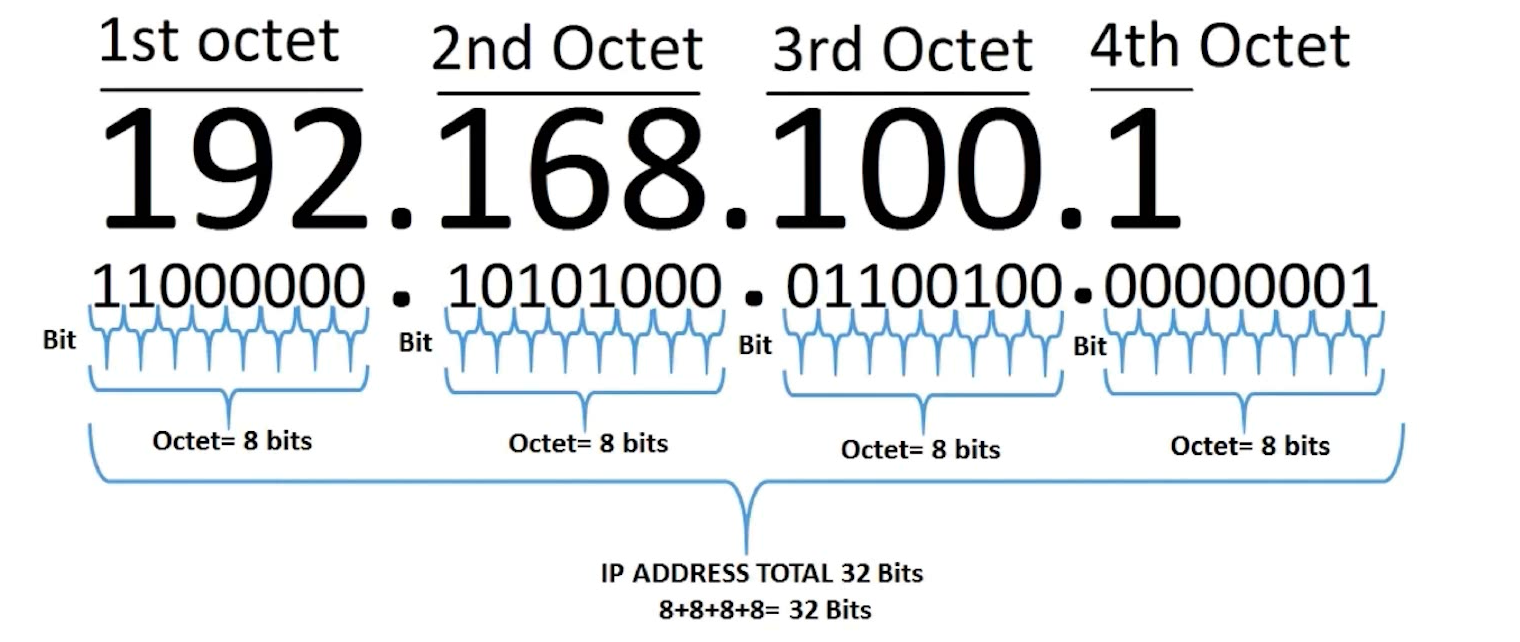 1st octet 2nd Octet 3rd Octet 4th Octet
192.168.100.1
11000000 . 10101000 . 01100100 . 00000001
Bit Bit Bit Bit
Octet= 8 bits Octet= 8 bits Octet= 8 bits Octet= 8 bits
IP ADDRESS TOTAL 32 Bits
8+8+8+8= 32 Bits